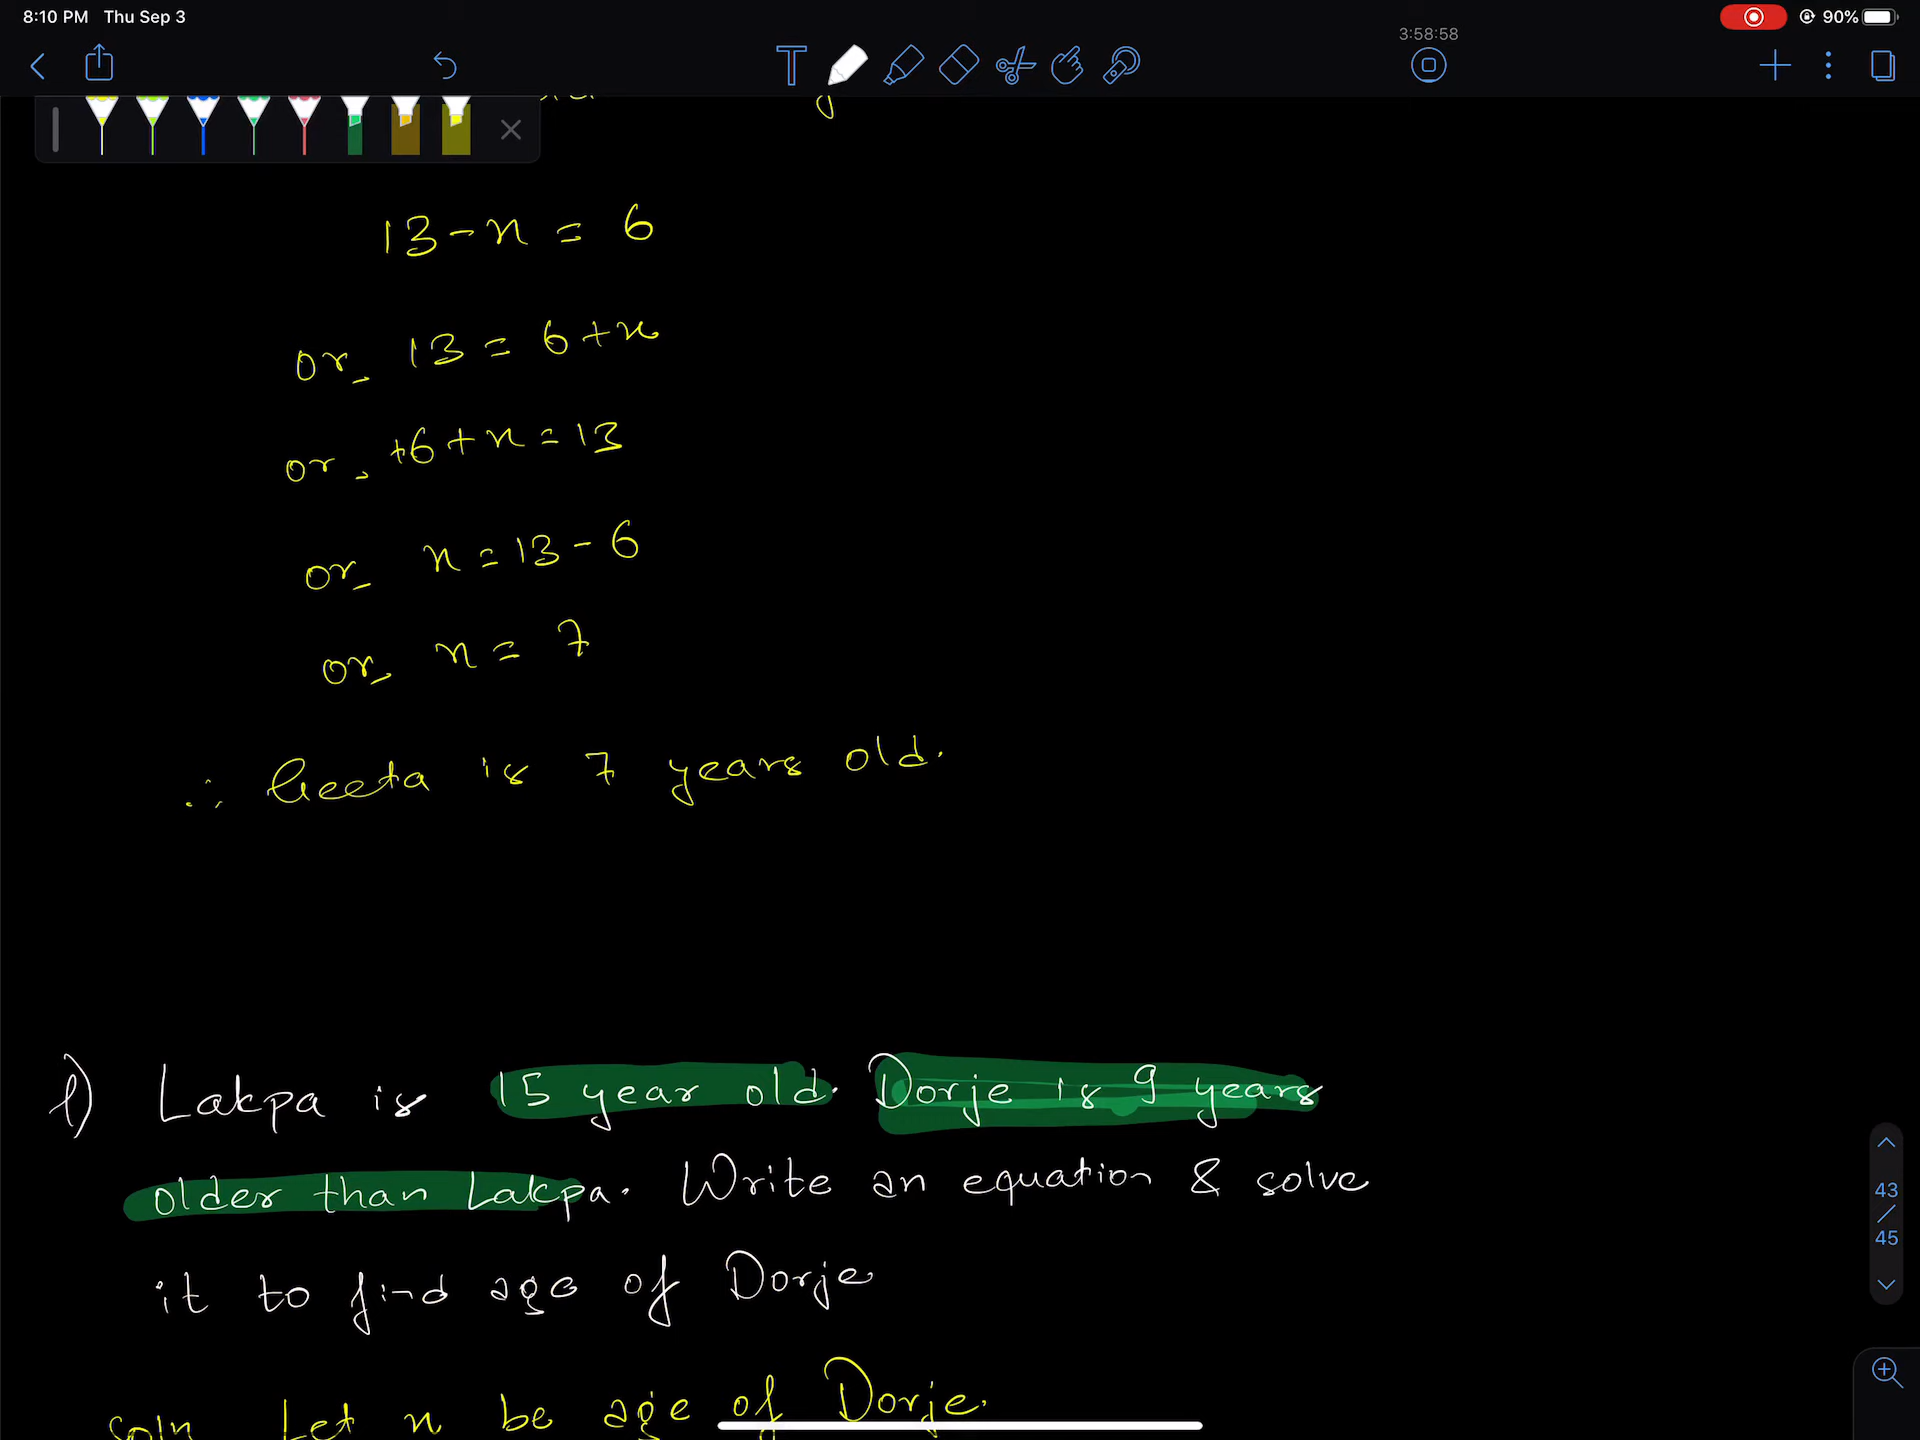 8:10 PM Thu Sep 3
90%
3:58:58
13 - x = 6
or, 13 = 6 + x
or, +6 + x = 13
or, x = 13 - 6
or, x = 7
∴ Geeta is 7 years old.
f) Lakpa is 15 year old. Dorje is 9 years
older than Lakpa. Write an equation & solve
it to find age of Dorje
soln Let x be age of Dorje.
43
/
45